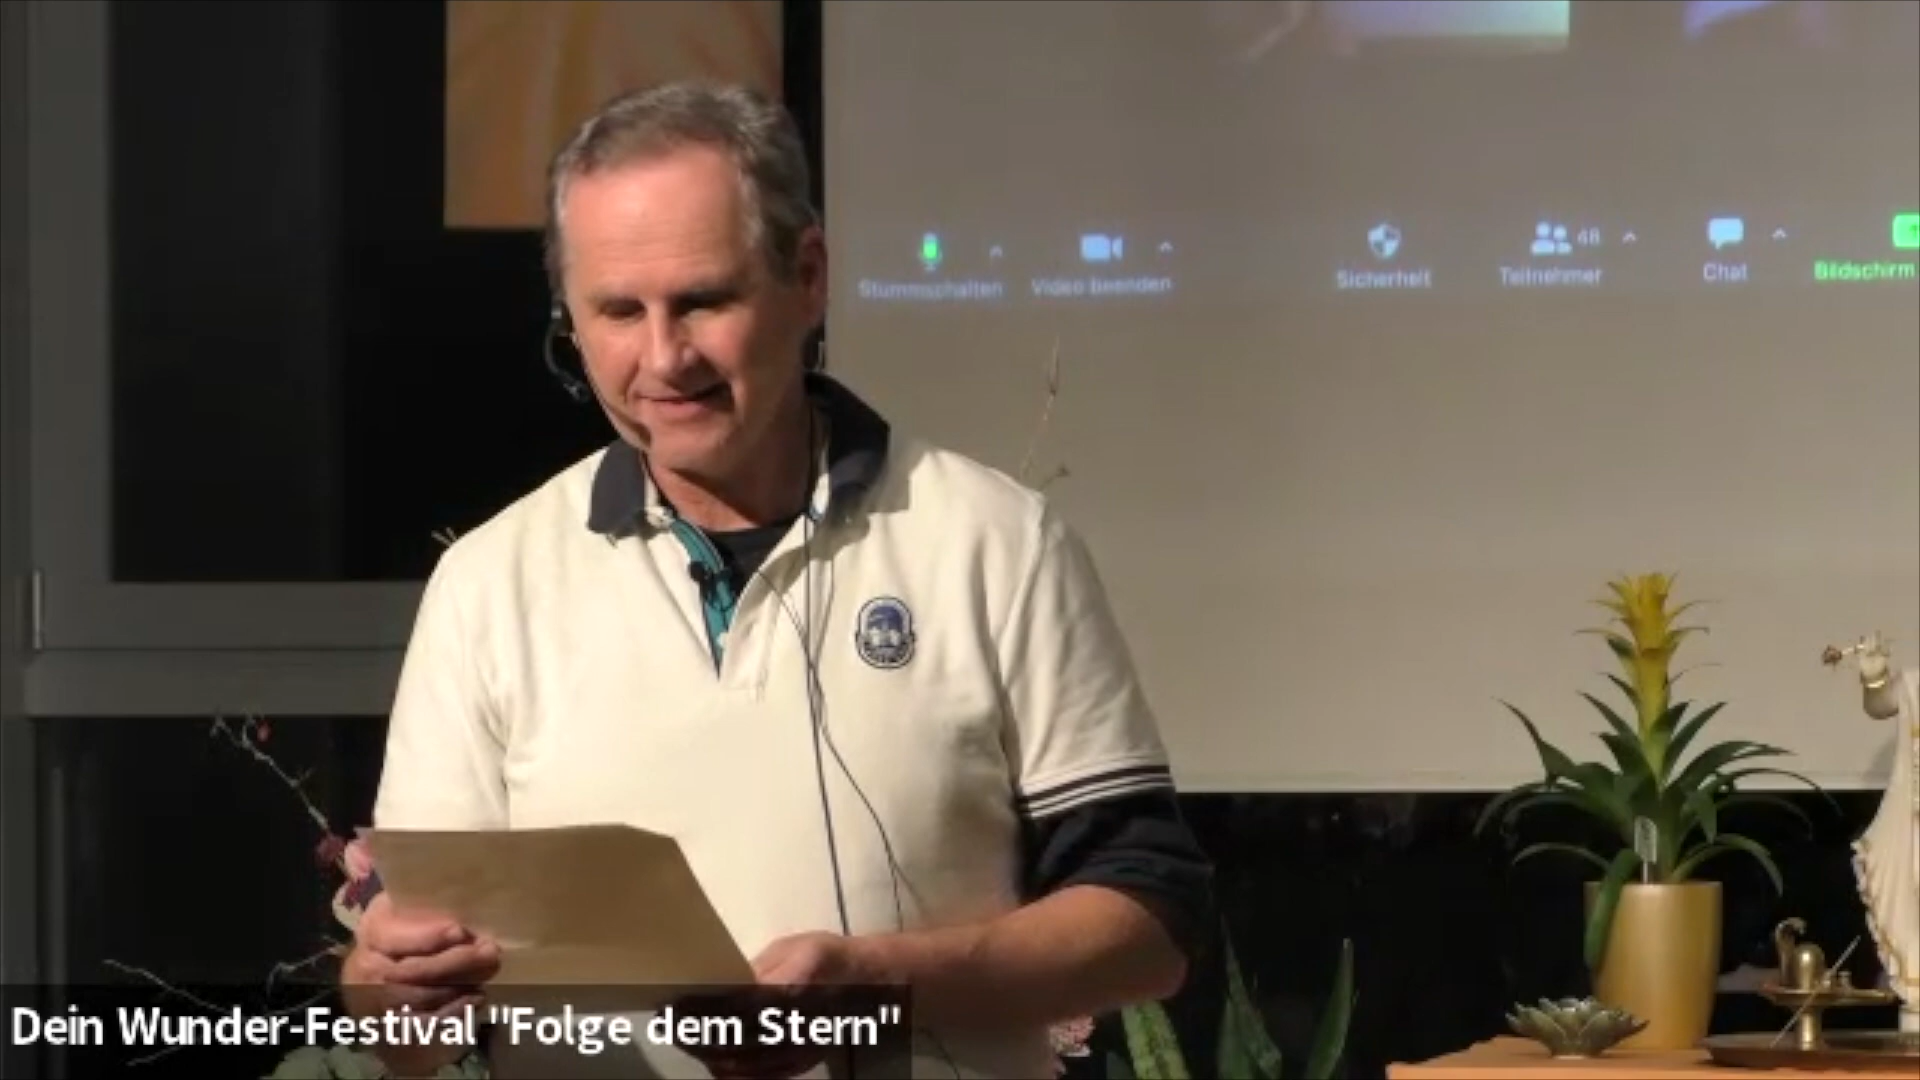 Stummschalten
Video beenden
Sicherheit
Teilnehmer
48
Chat
Bildschirm
Dein Wunder-Festival "Folge dem Stern"